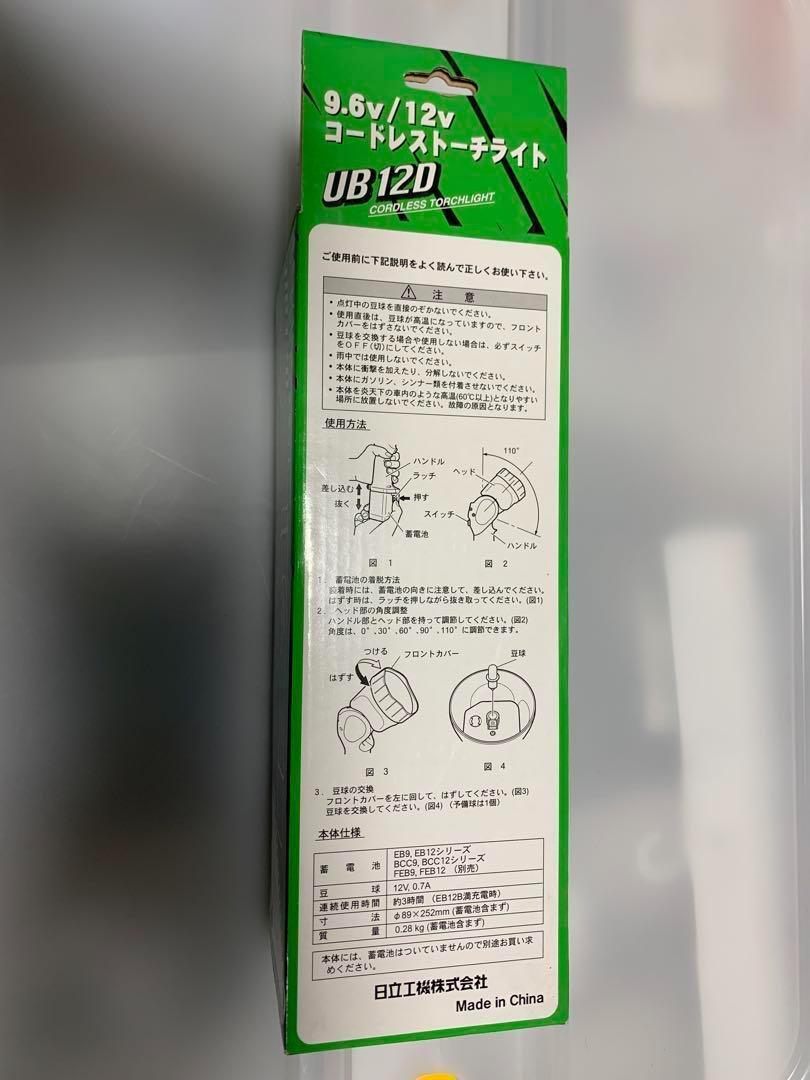 9.6v/12v
コードレストーチライト
UB12D
CORDLESS TORCHLIGHT
ご使用前に下記説明をよく読んで正しくお使い下さい。
注 意
・点灯中の豆球を直接のぞかないでください。
・使用直後は、豆球が高温になっていますので、フロント
カバーをはずさないでください。
・豆球を交換する場合や使用しない場合は、必ずスイッチ
をOFF(切)にしてください。
・雨中では使用しないでください。
・本体に衝撃を加えたり、分解しないでください。
・本体にガソリン、シンナー類を付着させないでください。
・本体を炎天下の車内のような高温(60℃以上)となりやすい
場所に放置しないでください。故障の原因となります。
使用方法
ハンドル
ラッチ
差し込む
押す
抜く
蓄電池
図 1
110°
ヘッド
スイッチ
ハンドル
図 2
1. 蓄電池の着脱方法
装着時には、蓄電池の向きに注意して、差し込んでください。
はずす時は、ラッチを押しながら抜き取ってください。(図1)
2. ヘッド部の角度調整
ハンドル部とヘッド部を持って調節してください。(図2)
角度は、0°、30°、60°、90°、110°に調節できます。
つける
フロントカバー
はずす
図 3
豆球
図 4
3. 豆球の交換
フロントカバーを左に回して、はずしてください。(図3)
豆球を交換してください。(図4) (予備球は1個)
本体仕様
蓄電池 EB9, EB12シリーズ
BCC9, BCC12シリーズ
FEB9, FEB12 (別売)
豆球 12V, 0.7A
連続使用時間 約3時間 (EB12B満充電時)
寸法 φ89×252mm (蓄電池含まず)
質量 0.28 kg (蓄電池含まず)
本体には、蓄電池はついていませんので別途お買い求
めください。
日立工機株式会社
Made in China